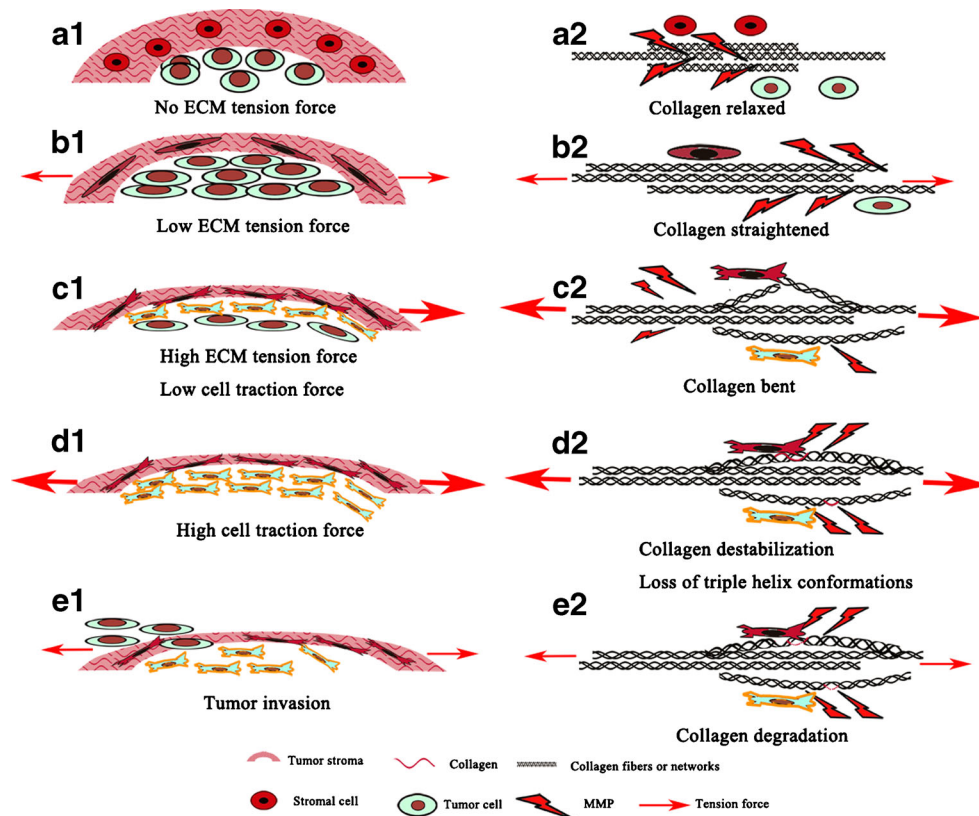 a1
a2
No ECM tension force
Collagen relaxed
b1
b2
Low ECM tension force
Collagen straightened
c1
c2
High ECM tension force
Low cell traction force
Collagen bent
d1
d2
High cell traction force
Collagen destabilization
Loss of triple helix conformations
e1
e2
Tumor invasion
Collagen degradation
Tumor stroma
Collagen
Collagen fibers or networks
Stromal cell
Tumor cell
MMP
Tension force